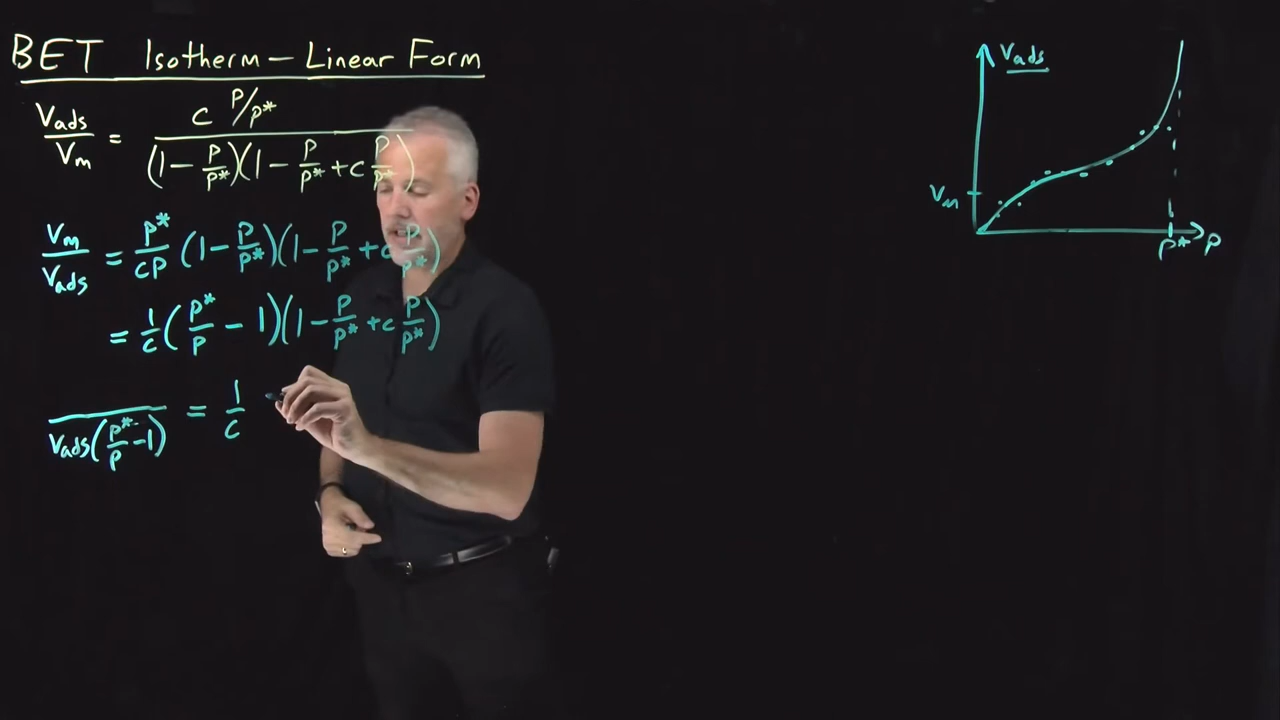 BET Isotherm – Linear Form
Vads/Vm = c P/P* / (1 - P/P*)(1 - P/P* + c P/P*)
Vm/Vads = P*/cP (1 - P/P*)(1 - P/P* + c P/P*)
= 1/c (P*/P - 1)(1 - P/P* + c P/P*)
/Vads(P*/P - 1) = 1/c
Vads
Vm
P* P